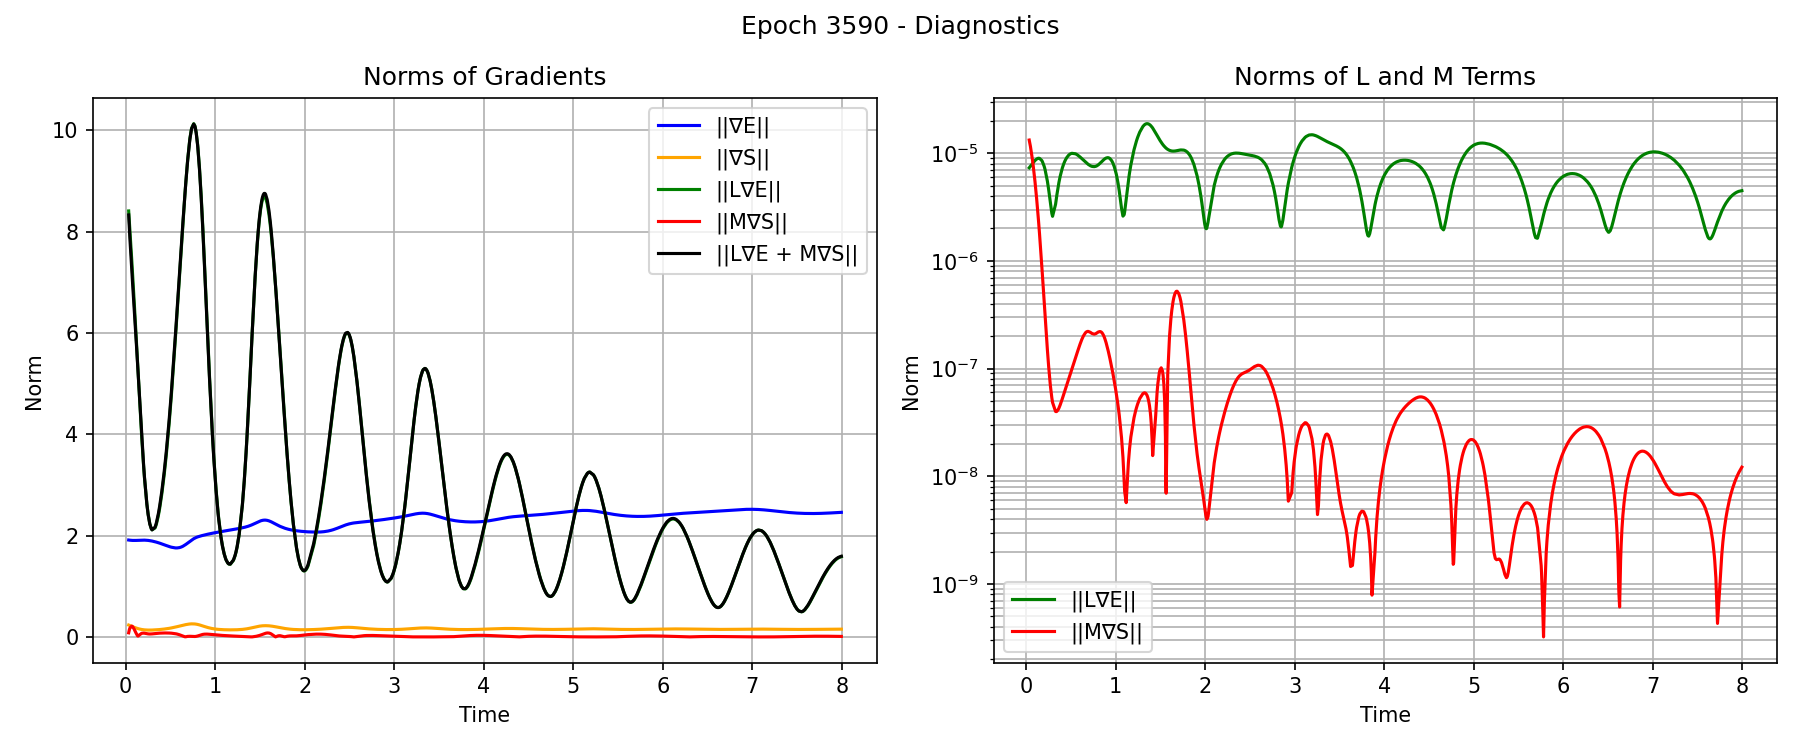 Epoch 3590 - Diagnostics
Norms of Gradients
Norm
10
8
6
4
2
0
||∇E||
||∇S||
||L∇E||
||M∇S||
||L∇E + M∇S||
0 1 2 3 4 5 6 7 8
Time
Norms of L and M Terms
Norm
10⁻⁵
10⁻⁶
10⁻⁷
10⁻⁸
10⁻⁹
||L∇E||
||M∇S||
0 1 2 3 4 5 6 7 8
Time